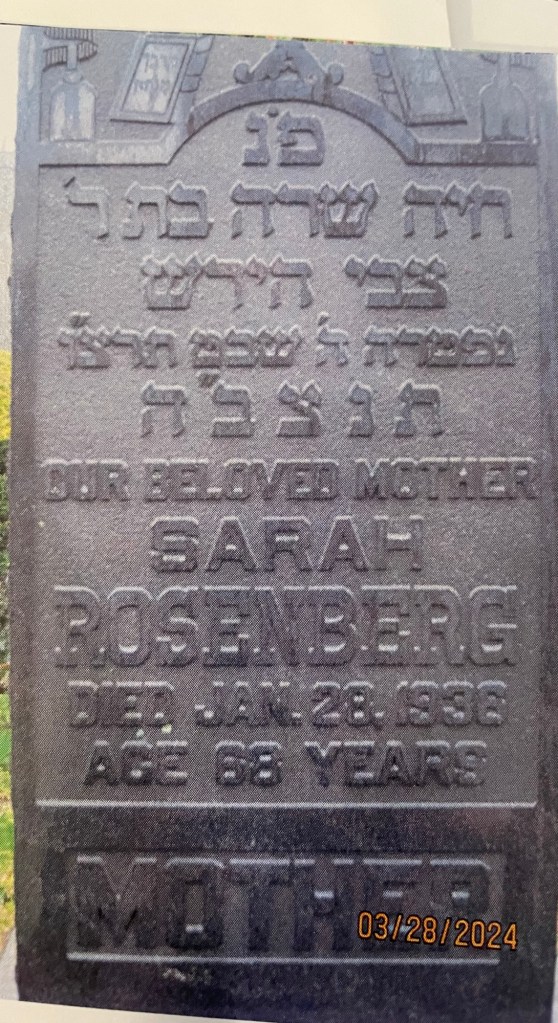 פ״נ
חיה שרה בת ר׳
צבי הירש
נפטרה ה׳ שבט תרצ״ו
ת נ צ ב״ה
OUR BELOVED MOTHER
SARAH
ROSENBERG
DIED JAN. 28, 1936
AGE 68 YEARS
MOTHER
03/28/2024